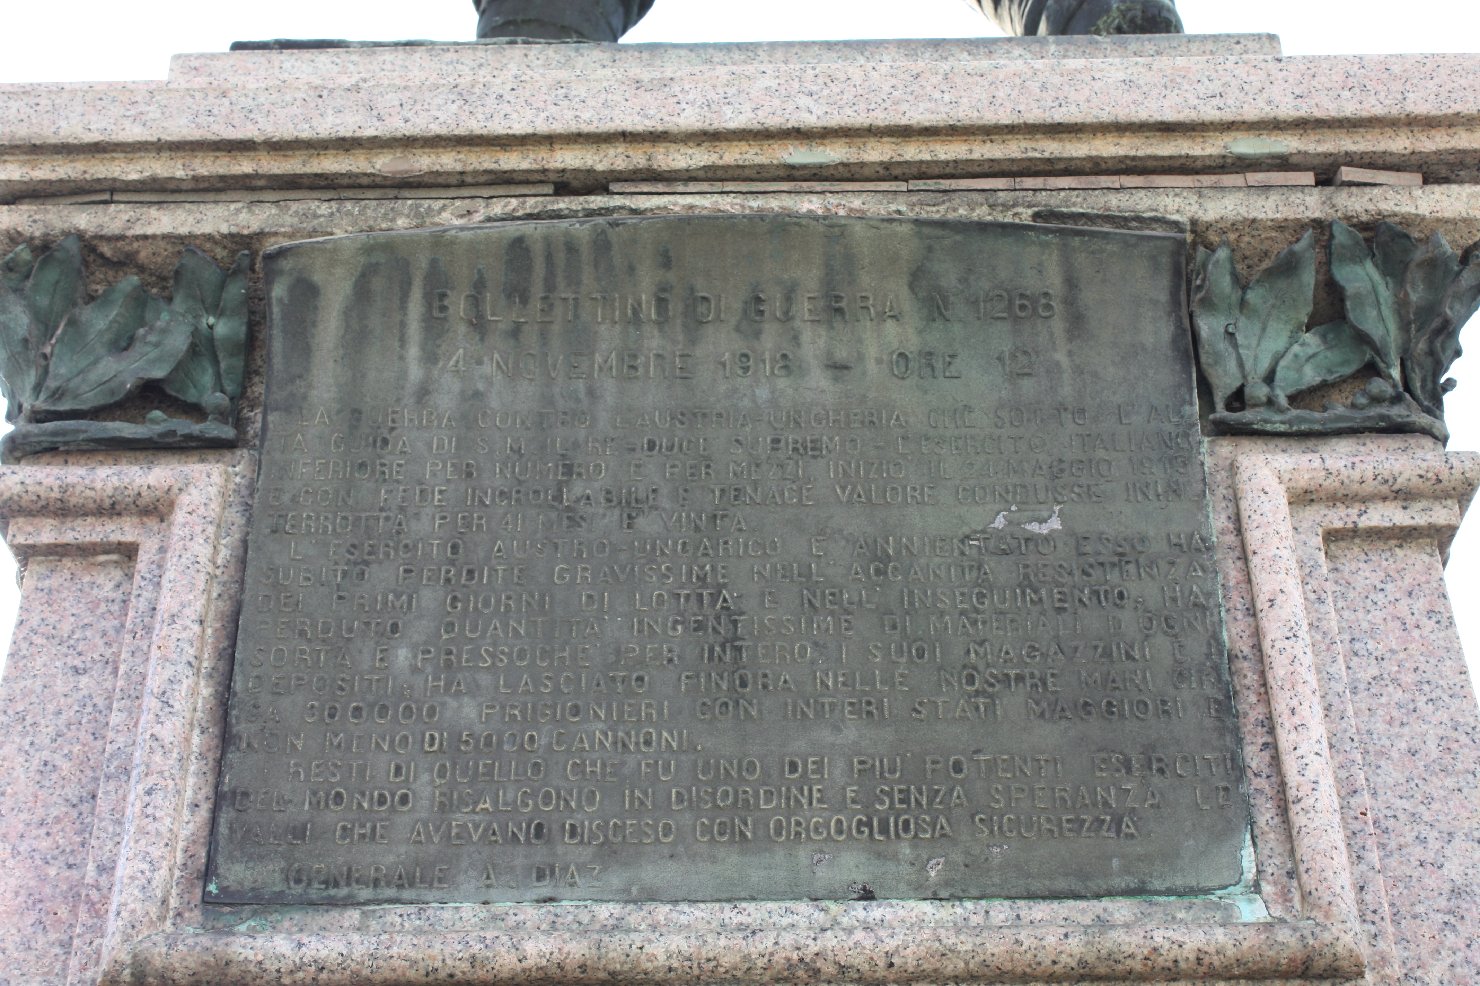 BOLLETTINO DI GUERRA N 1268
4 NOVEMBRE 1918 – ORE 12
LA GUERRA CONTRO L'AUSTRIA-UNGHERIA CHE SOTTO L'AL
TA GUIDA DI S.M. IL RE-DUCE SUPREMO-L'ESERCITO ITALIANO
INFERIORE PER NUMERO E PER MEZZI INIZIO' IL 24 MAGGIO 1915
E CON FEDE INCROLLABILE E TENACE VALORE CONDUSSE ININ
TERROTTA PER 41 MESI E' VINTA.
L'ESERCITO AUSTRO-UNGARICO E' ANNIENTATO ESSO HA
SUBITO PERDITE GRAVISSIME NELL'ACCANITA RESISTENZA
DEI PRIMI GIORNI DI LOTTA E NELL'INSEGUIMENTO, HA
PERDUTO QUANTITA' INGENTISSIME DI MATERIALI D'OGNI
SORTA E PRESSOCHE' PER INTERO, I SUOI MAGAZZINI E I
DEPOSITI, HA LASCIATO FINORA NELLE NOSTRE MANI CIR
CA 300000 PRISONIERI CON INTERI STATI MAGGIORI E
NON MENO DI 5000 CANNONI.
I RESTI DI QUELLO CHE FU UNO DEI PIU' POTENTI ESERCITI
DEL MONDO RISALGONO IN DISORDINE E SENZA SPERANZA LE
VALLI CHE AVEVANO DISCESO CON ORGOGLIOSA SICUREZZA
GENERALE A. DIAZ